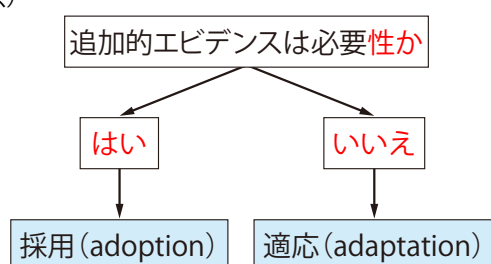 追加的エビデンスは必要性か
はい
いいえ
採用（adoption）
適応（adaptation）